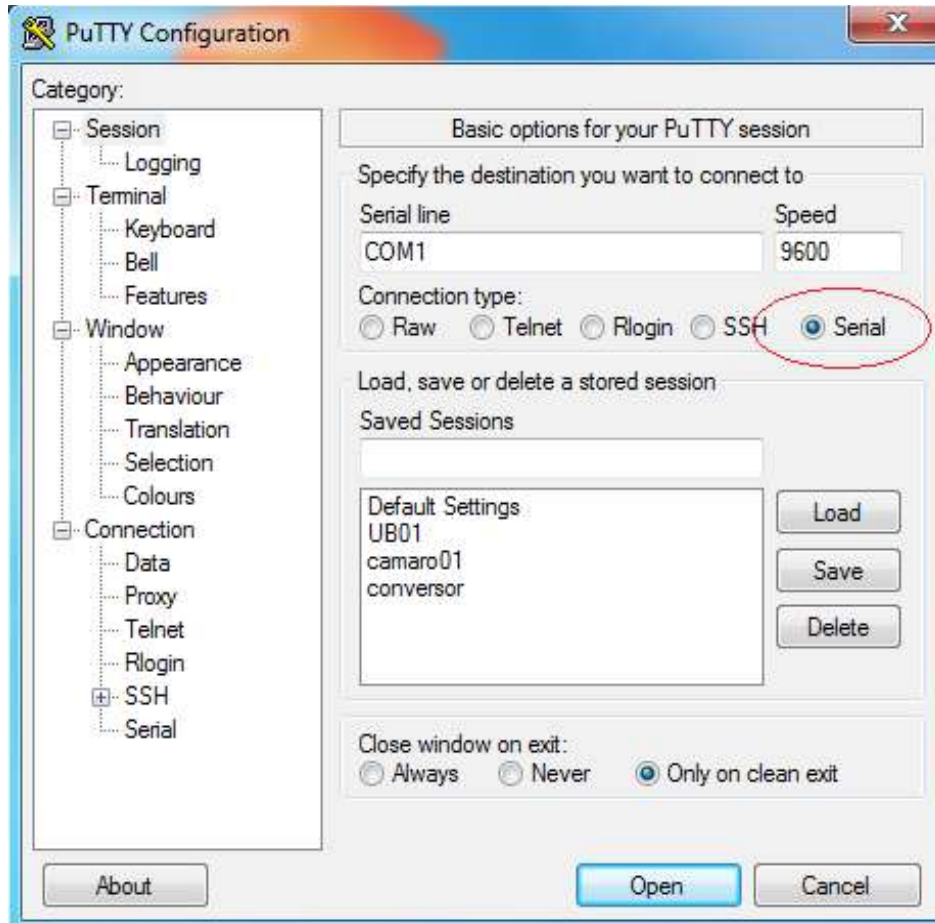 PuTTY Configuration
X
Category:
Session
Logging
Terminal
Keyboard
Bell
Features
Window
Appearance
Behaviour
Translation
Selection
Colours
Connection
Data
Proxy
Telnet
Rlogin
SSH
Serial
Basic options for your PuTTY session
Specify the destination you want to connect to
Serial line Speed
COM1 9600
Connection type:
Raw Telnet Rlogin SSH Serial
Load, save or delete a stored session
Saved Sessions
Default Settings
UB01
camaro01
conversor
Load
Save
Delete
Close window on exit:
Always Never Only on clean exit
About Open Cancel